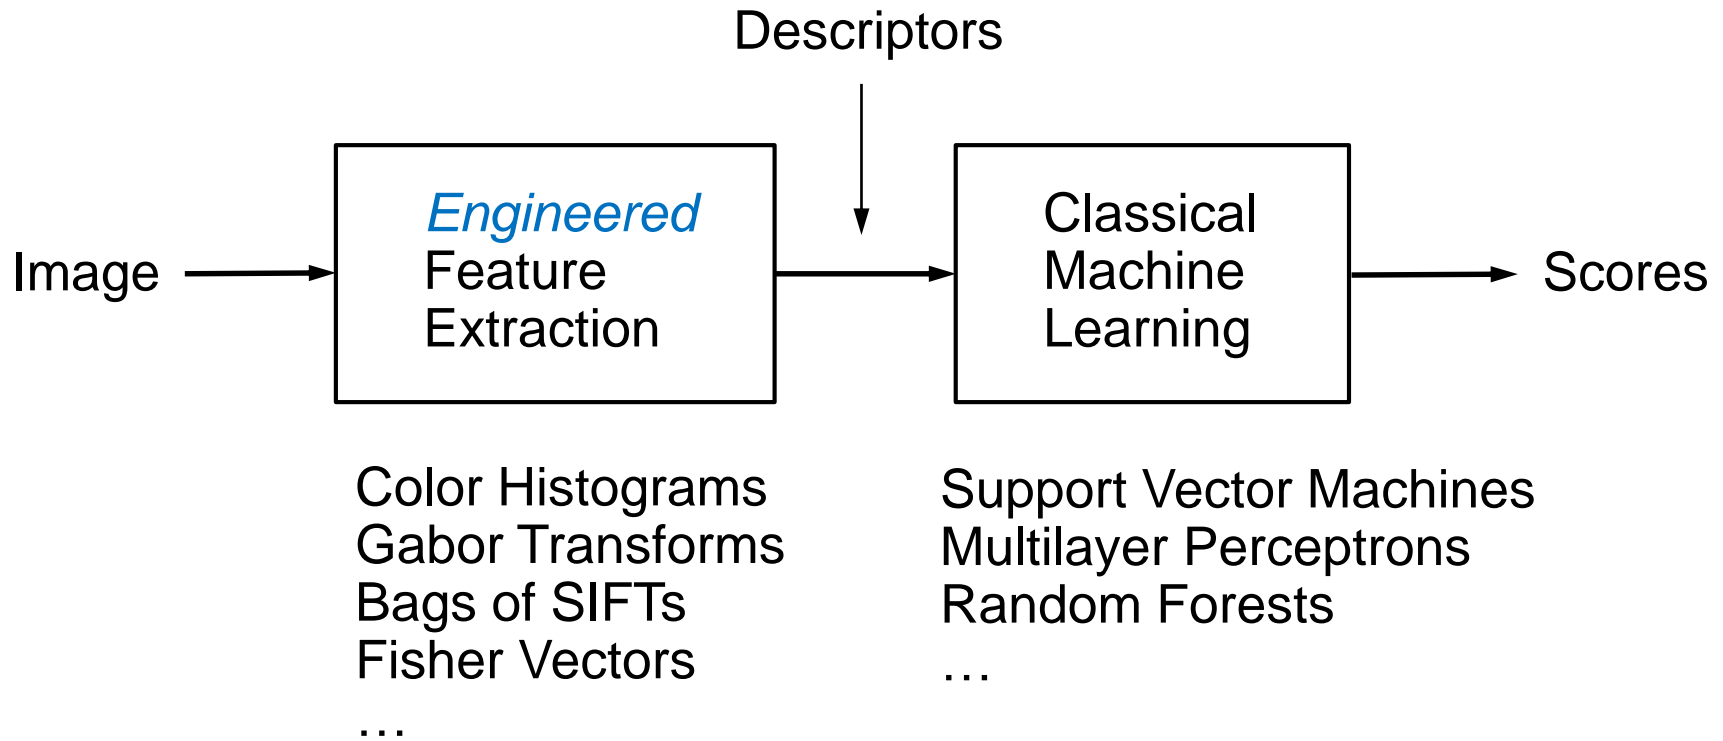 Descriptors
Image
Engineered
Feature
Extraction
Classical
Machine
Learning
Scores
Color Histograms
Gabor Transforms
Bags of SIFTs
Fisher Vectors
…
Support Vector Machines
Multilayer Perceptrons
Random Forests
…